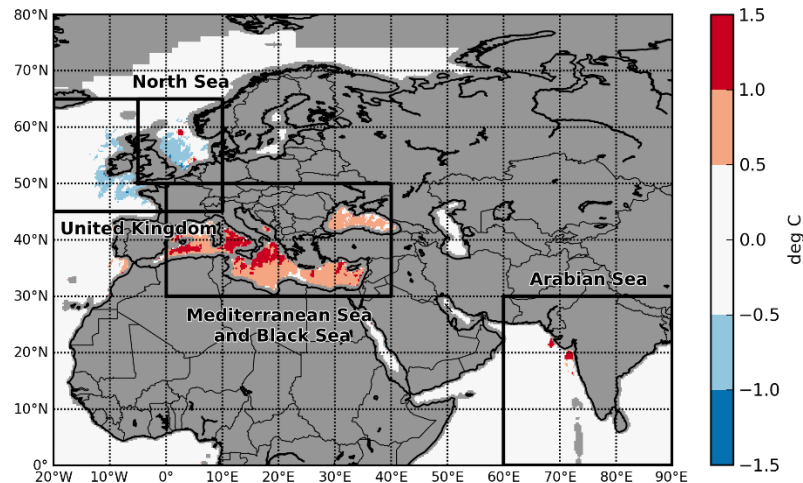 80°N
70°N
60°N
50°N
40°N
30°N
20°N
10°N
0°
20°W 10°W 0° 10°E 20°E 30°E 40°E 50°E 60°E 70°E 80°E 90°E
North Sea
United Kingdom
Mediterranean Sea
and Black Sea
Arabian Sea
1.5
1.0
0.5
0.0
−0.5
−1.0
−1.5
deg C